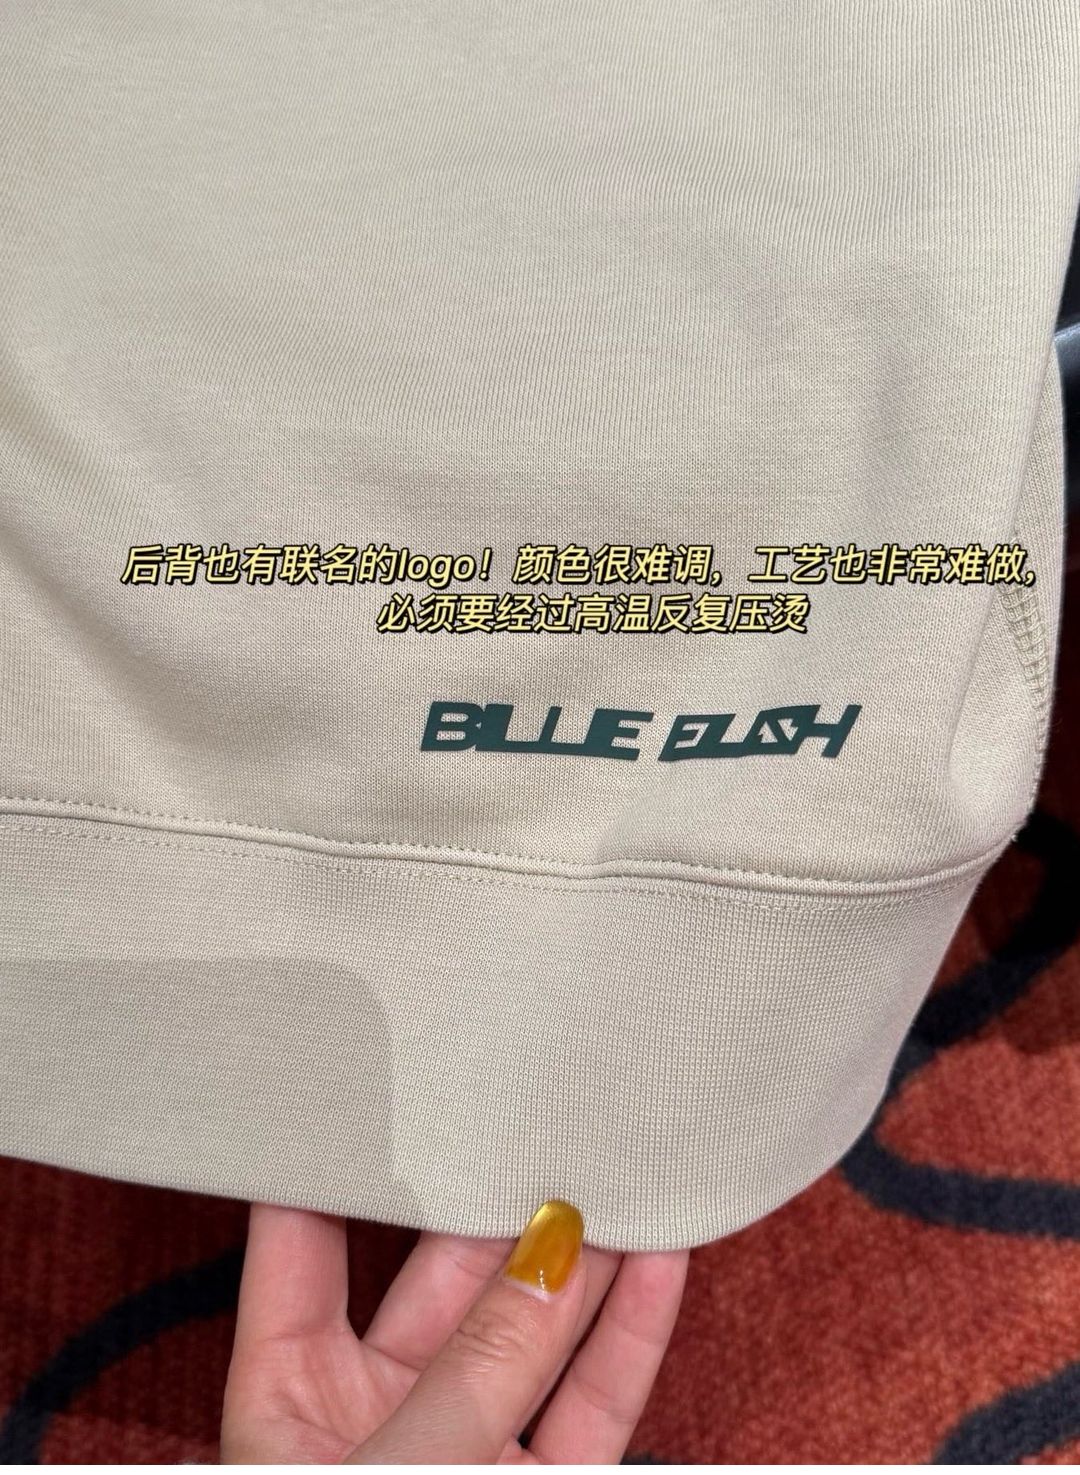 后背也有联名的logo！颜色很难调，工艺也非常难做，
必须要经过高温反复压烫
BILLIE EILISH